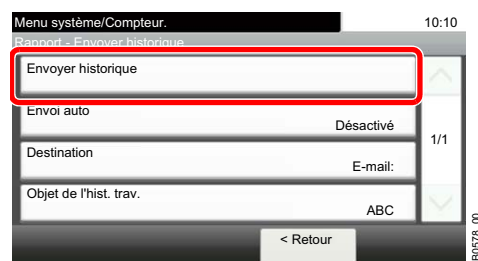 Menu système/Compteur. 10:10
Rapport - Envoyer historique
Envoyer historique
Envoi auto
Désactivé
1/1
Destination
E-mail:
Objet de l'hist. trav.
ABC
< Retour
B0578_00